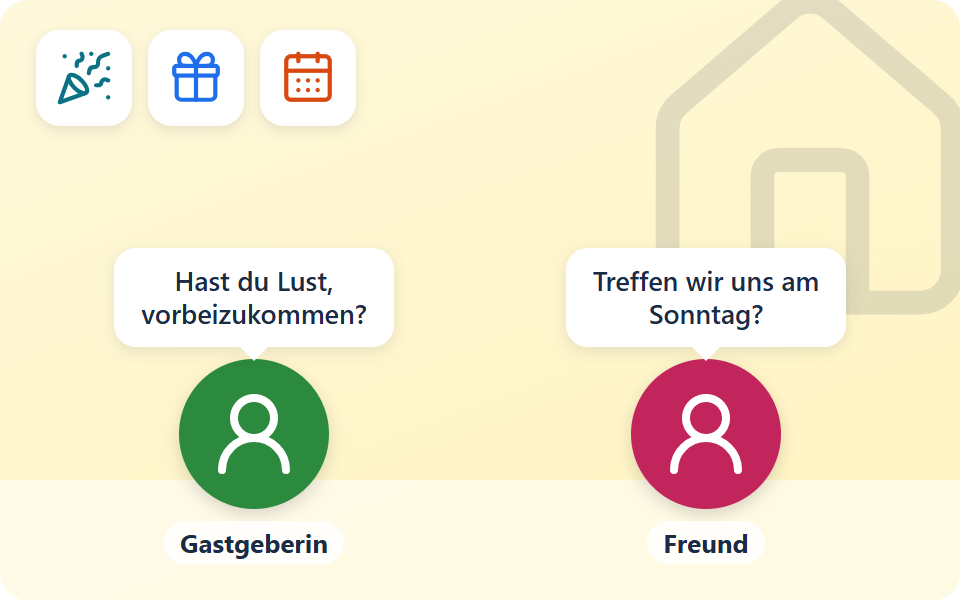 Hast du Lust,
vorbeizukommen?
Treffen wir uns am
Sonntag?
Gastgeberin
Freund